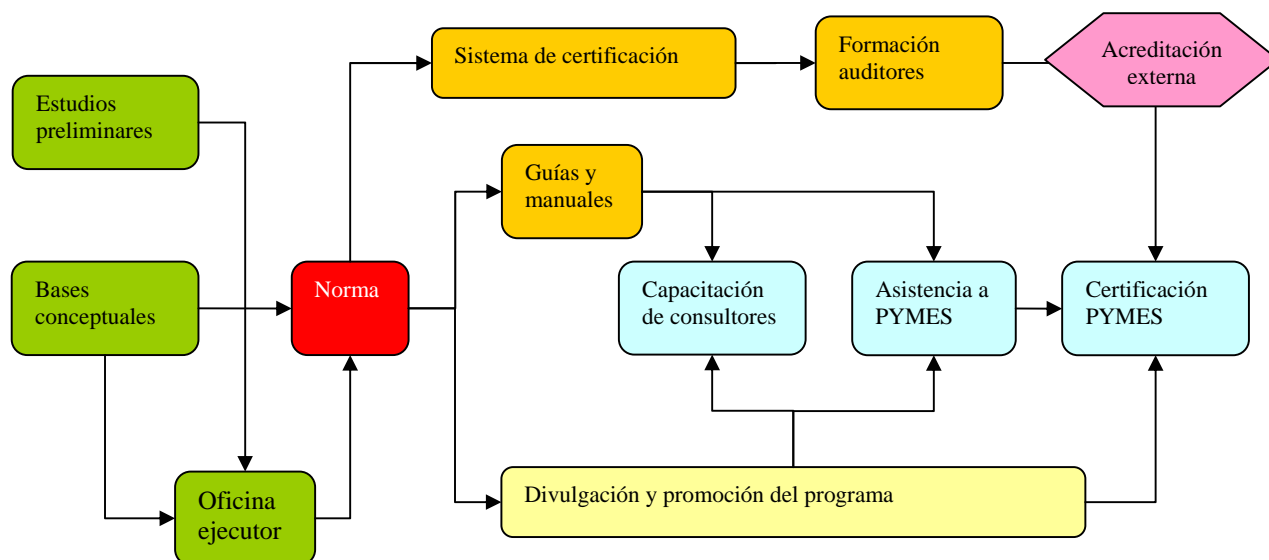 Sistema de certificación
Formación
auditores
Acreditación
externa
Estudios
preliminares
Guías y
manuales
Bases
conceptuales
Norma
Capacitación
de consultores
Asistencia a
PYMES
Certificación
PYMES
Oficina
ejecutor
Divulgación y promoción del programa